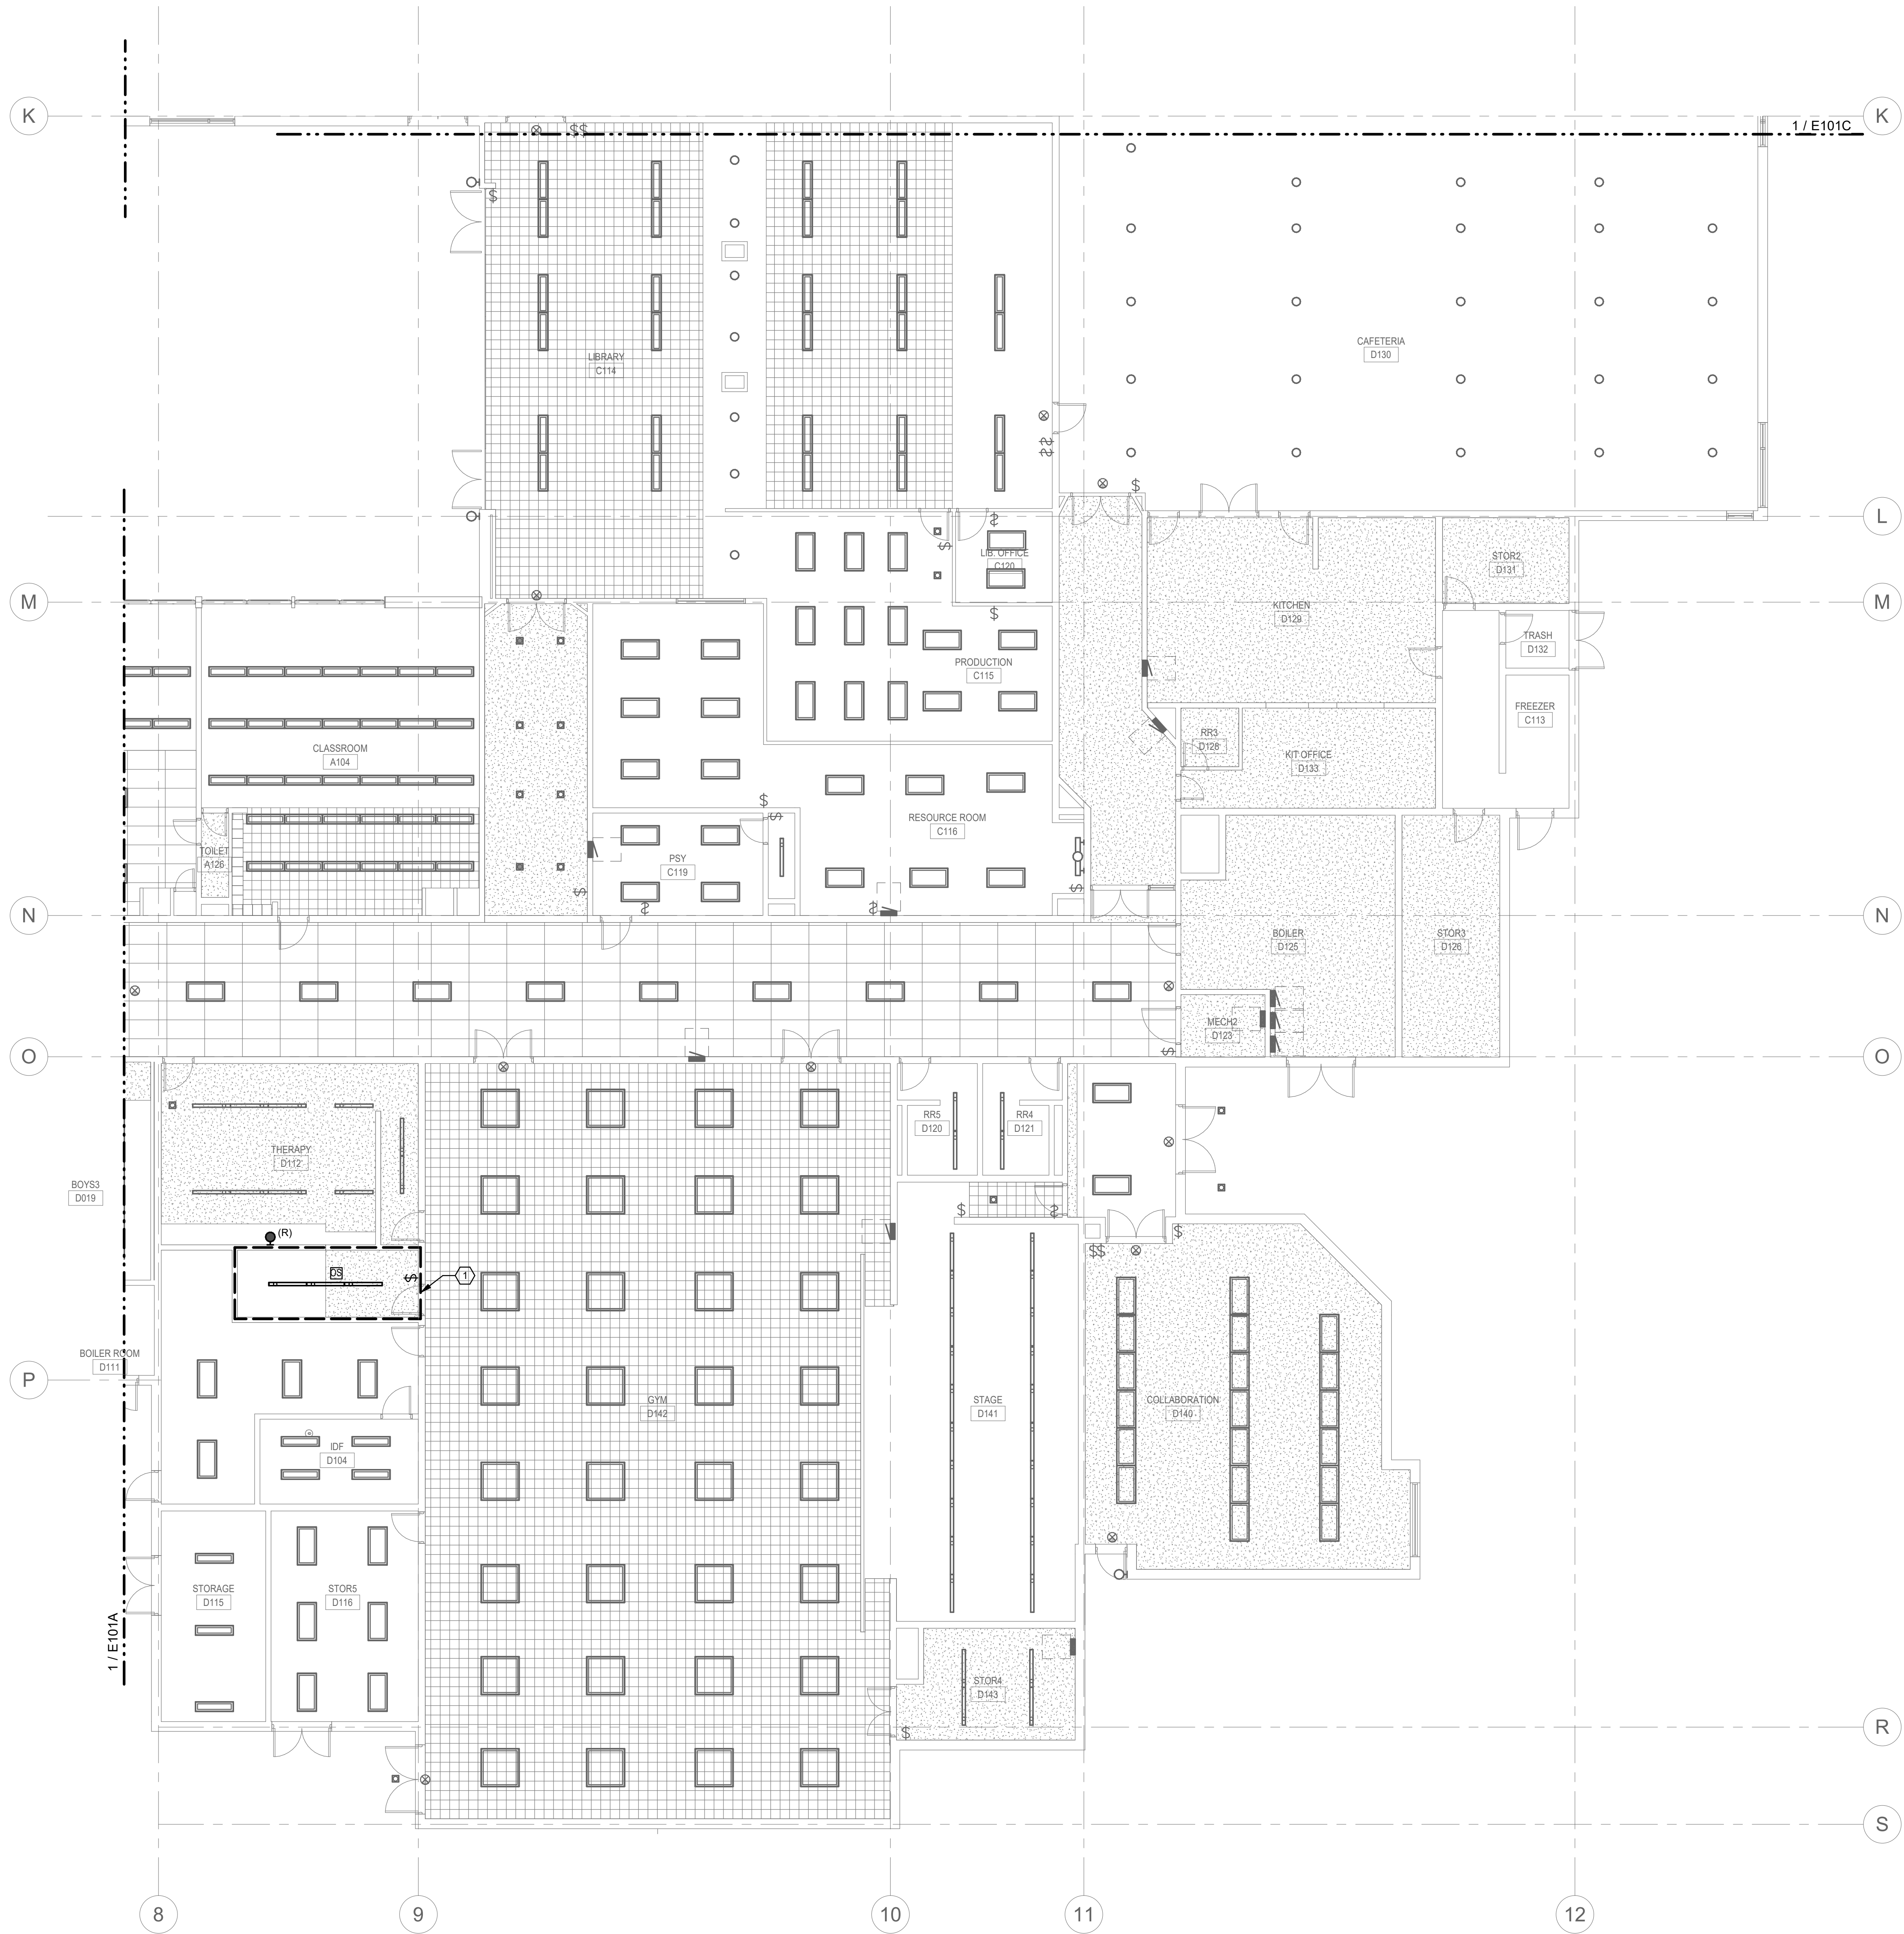 K
K
1 / E101C
$$
$
LIBRARY
C114
CAFETERIA
D130
$
$
$
L
$
$
LIB. OFFICE
C120
STOR2
D131
M
M
$
KITCHEN
D129
TRASH
D132
PRODUCTION
C115
FREEZER
C113
RR3
D128
CLASSROOM
A104
KIT OFFICE
D133
$
$
RESOURCE ROOM
C116
TOILET
A126
PSY
C119
$
$
$
$
N
N
BOILER
D125
STOR3
D126
MECH2
D123
$
O
O
RR5
D120
RR4
D121
THERAPY
D112
BOYS3
D019
$
$
$
(R)
$$
OS
$
1
BOILER ROOM
D111
P
GYM
D142
STAGE
D141
COLLABORATION
D140
IDF
D104
STORAGE
D115
STOR5
D116
1 / E101A
STOR4
D143
$
R
S
8
9
10
11
12